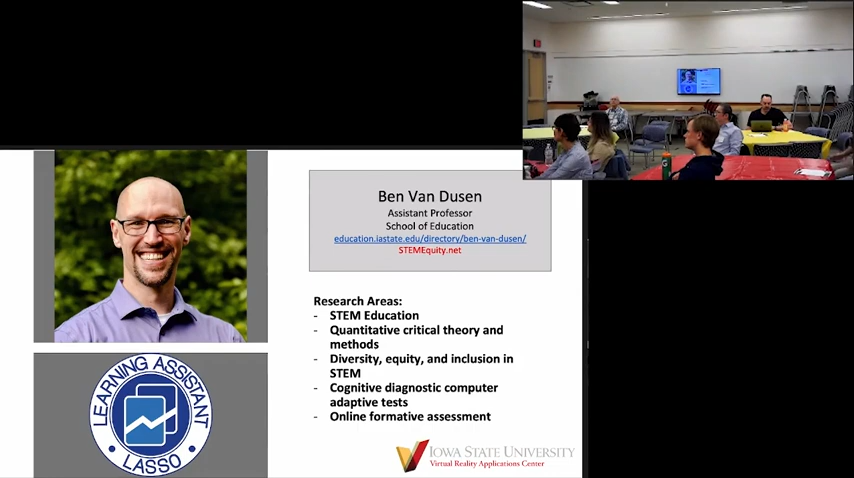 Ben Van Dusen
Assistant Professor
School of Education
education.iastate.edu/directory/ben-van-dusen/
STEMEquity.net
Research Areas:
- STEM Education
- Quantitative critical theory and
methods
- Diversity, equity, and inclusion in
STEM
- Cognitive diagnostic computer
adaptive tests
- Online formative assessment
LEARNING ASSISTANT
LASSO
IOWA STATE UNIVERSITY
Virtual Reality Applications Center